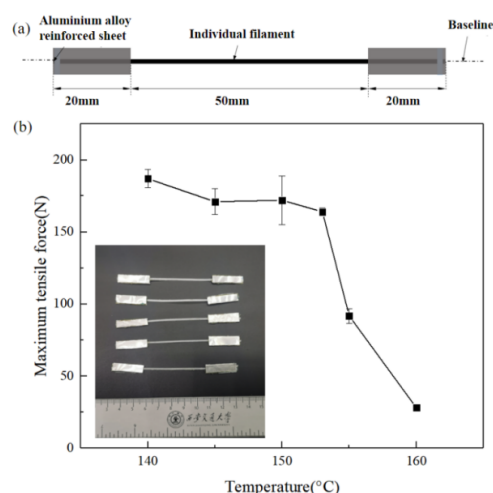 (a)
Aluminium alloy
reinforced sheet
Individual filament
Baseline
20mm
50mm
20mm
(b)
200
150
100
50
0
Maximum tensile force(N)
140
150
160
Temperature(°C)